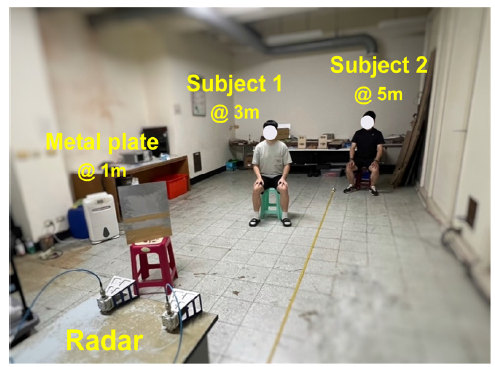 Subject 2
@ 5m
Subject 1
@ 3m
Metal plate
@ 1m
Radar